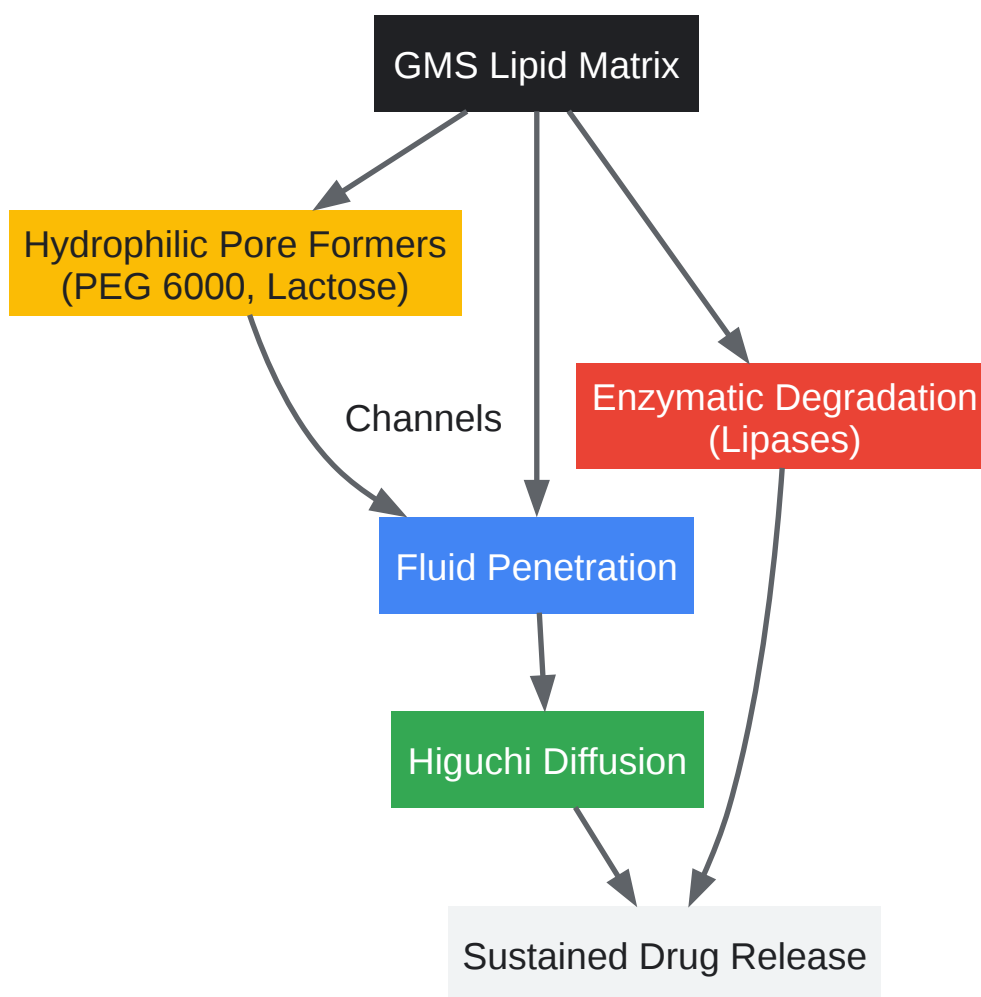 GMS Lipid Matrix
Hydrophilic Pore Formers
(PEG 6000, Lactose)
Enzymatic Degradation
(Lipases)
Channels
Fluid Penetration
Higuchi Diffusion
Sustained Drug Release